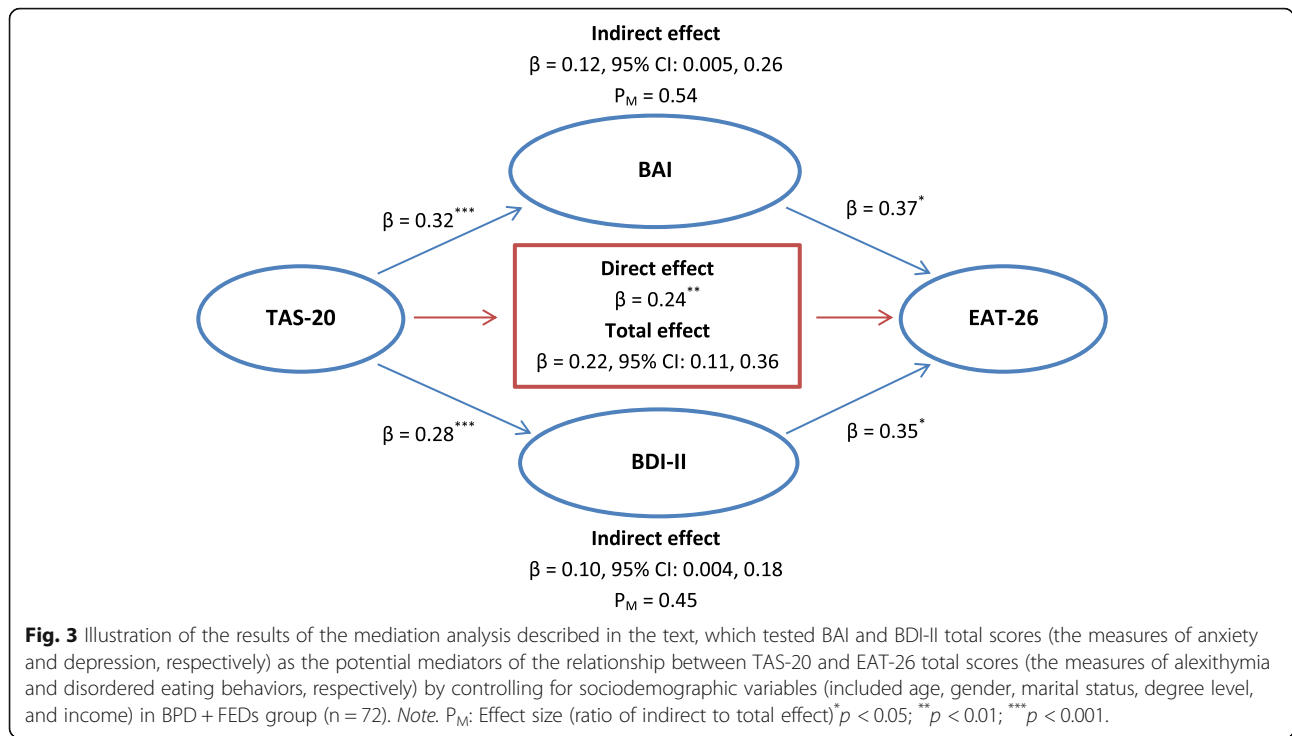 Indirect effect
β = 0.12, 95% CI: 0.005, 0.26
P_M = 0.54
BAI
β = 0.32***
β = 0.37*
Direct effect
β = 0.24**
Total effect
β = 0.22, 95% CI: 0.11, 0.36
TAS-20
EAT-26
β = 0.28***
β = 0.35*
BDI-II
Indirect effect
β = 0.10, 95% CI: 0.004, 0.18
P_M = 0.45
Fig. 3 Illustration of the results of the mediation analysis described in the text, which tested BAI and BDI-II total scores (the measures of anxiety
and depression, respectively) as the potential mediators of the relationship between TAS-20 and EAT-26 total scores (the measures of alexithymia
and disordered eating behaviors, respectively) by controlling for sociodemographic variables (included age, gender, marital status, degree level,
and income) in BPD + FEDs group (n = 72). Note. P_M: Effect size (ratio of indirect to total effect)*p < 0.05; **p < 0.01; ***p < 0.001.